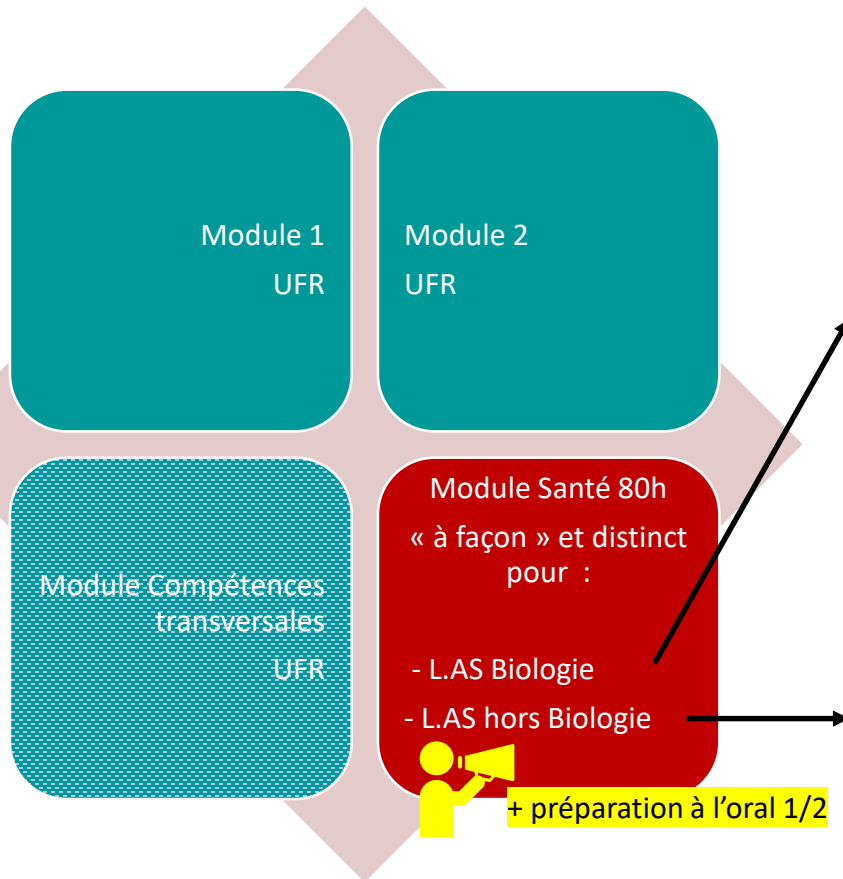 Module 1
UFR
Module 2
UFR
Module Compétences
transversales
UFR
Module Santé 80h
« à façon » et distinct
pour :
- L.AS Biologie
- L.AS hors Biologie
+ préparation à l’oral 1/2